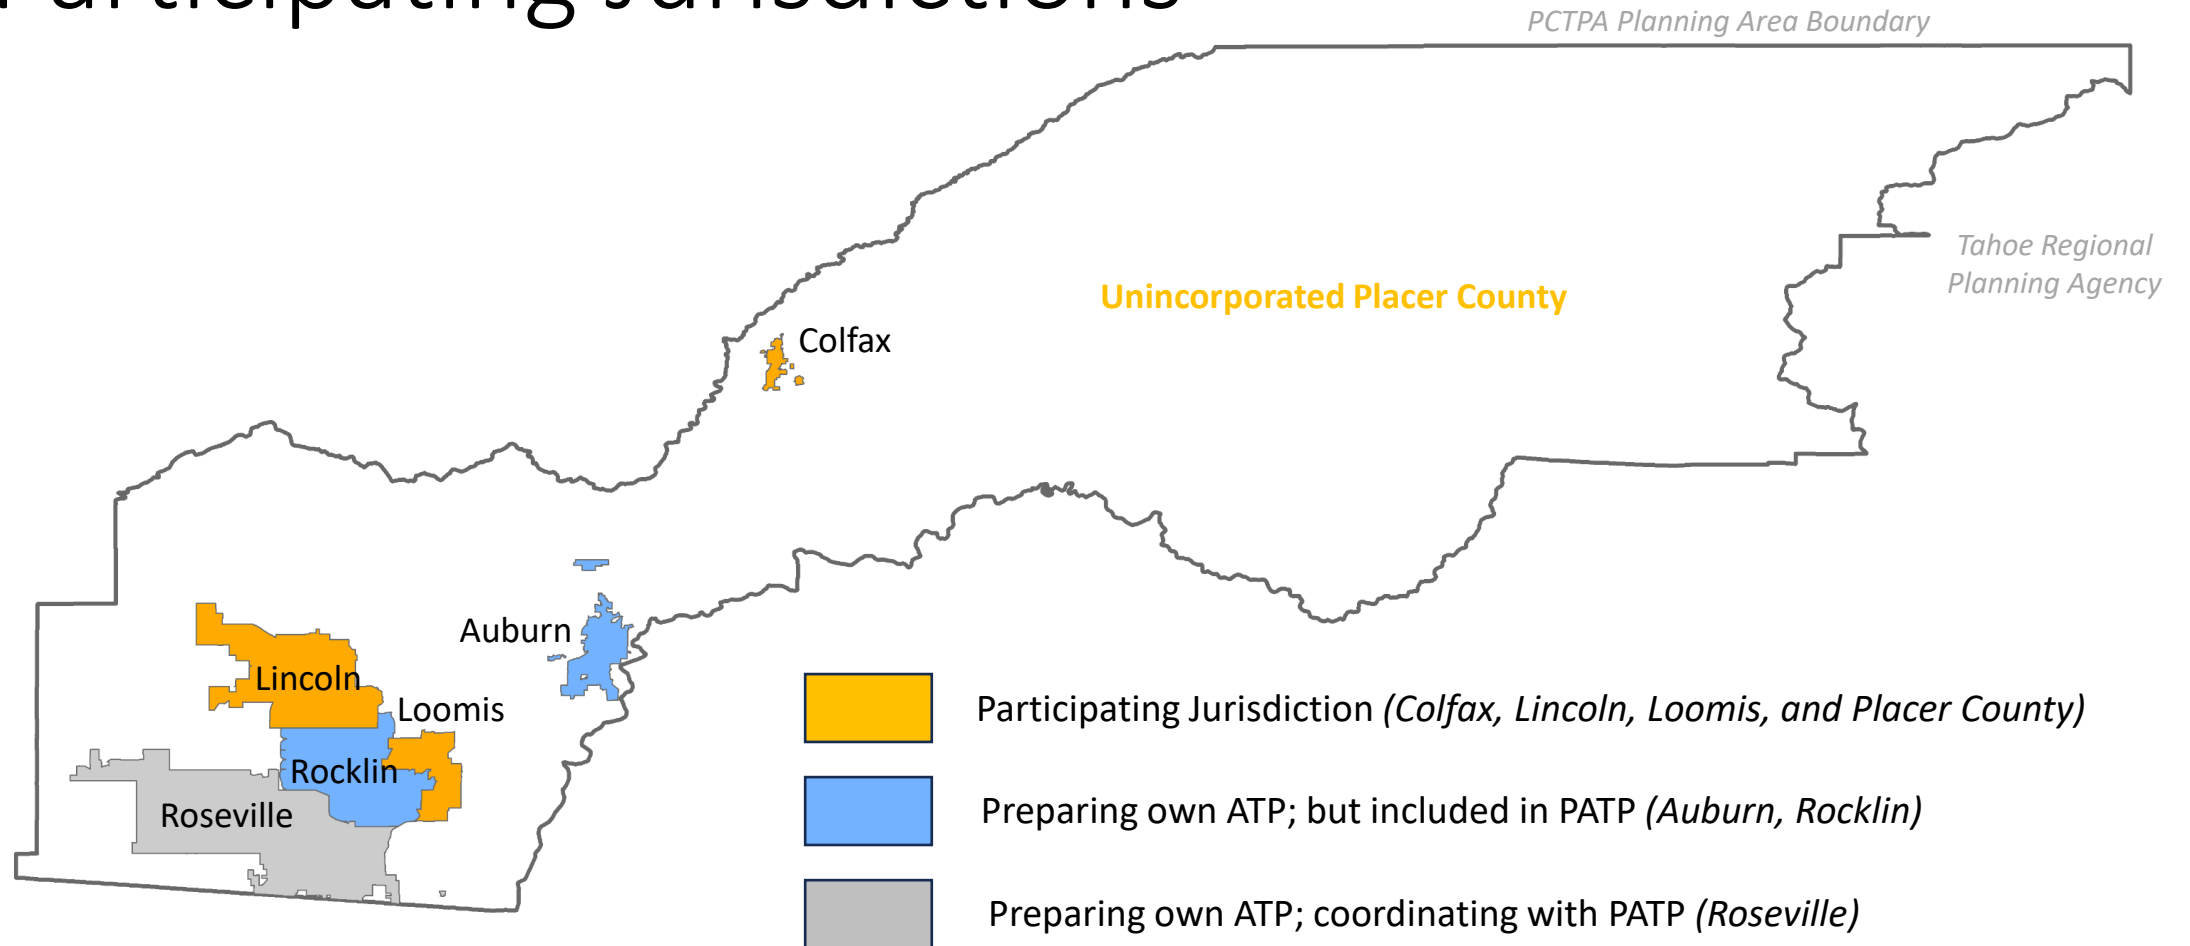 Participating Jurisdictions
PCTPA Planning Area Boundary
Tahoe Regional
Planning Agency
Unincorporated Placer County
Colfax
Auburn
Lincoln
Loomis
Rocklin
Roseville
Participating Jurisdiction (Colfax, Lincoln, Loomis, and Placer County)
Preparing own ATP; but included in PATP (Auburn, Rocklin)
Preparing own ATP; coordinating with PATP (Roseville)